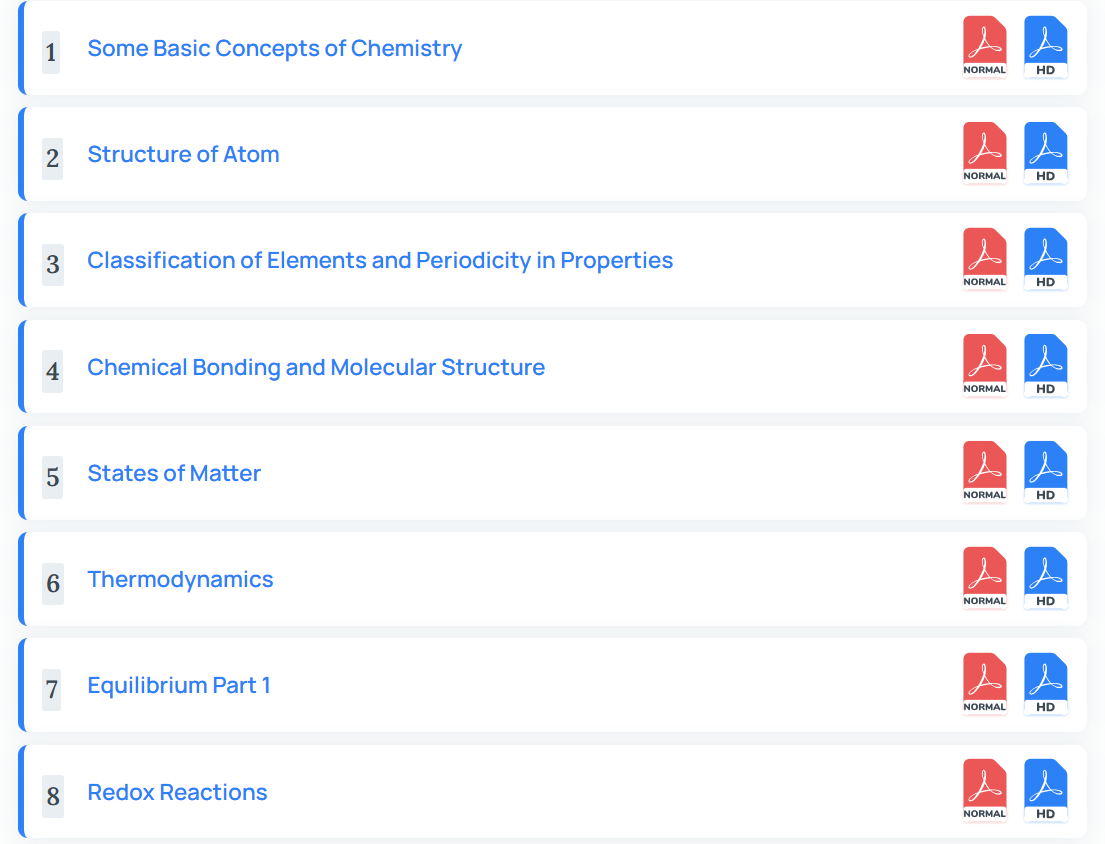 1 Some Basic Concepts of Chemistry NORMAL HD
2 Structure of Atom NORMAL HD
3 Classification of Elements and Periodicity in Properties NORMAL HD
4 Chemical Bonding and Molecular Structure NORMAL HD
5 States of Matter NORMAL HD
6 Thermodynamics NORMAL HD
7 Equilibrium Part 1 NORMAL HD
8 Redox Reactions NORMAL HD